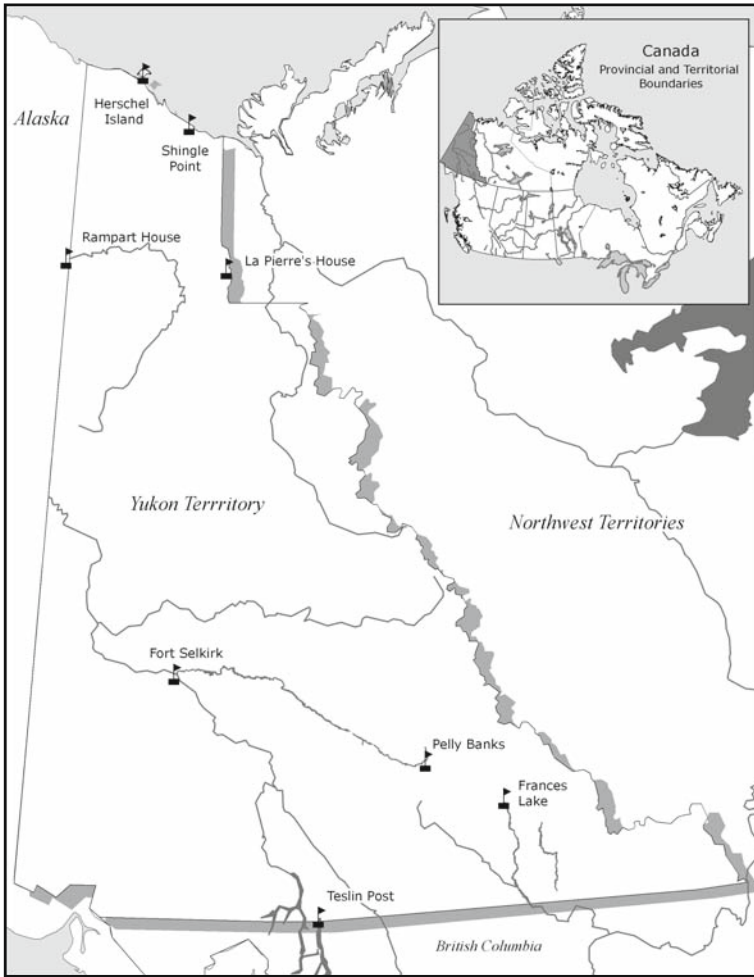 Canada
Provincial and Territorial
Boundaries
Alaska
Herschel
Island
Shingle
Point
Rampart House
La Pierre's House
Yukon Terrritory
Northwest Territories
Fort Selkirk
Pelly Banks
Frances
Lake
Teslin Post
British Columbia